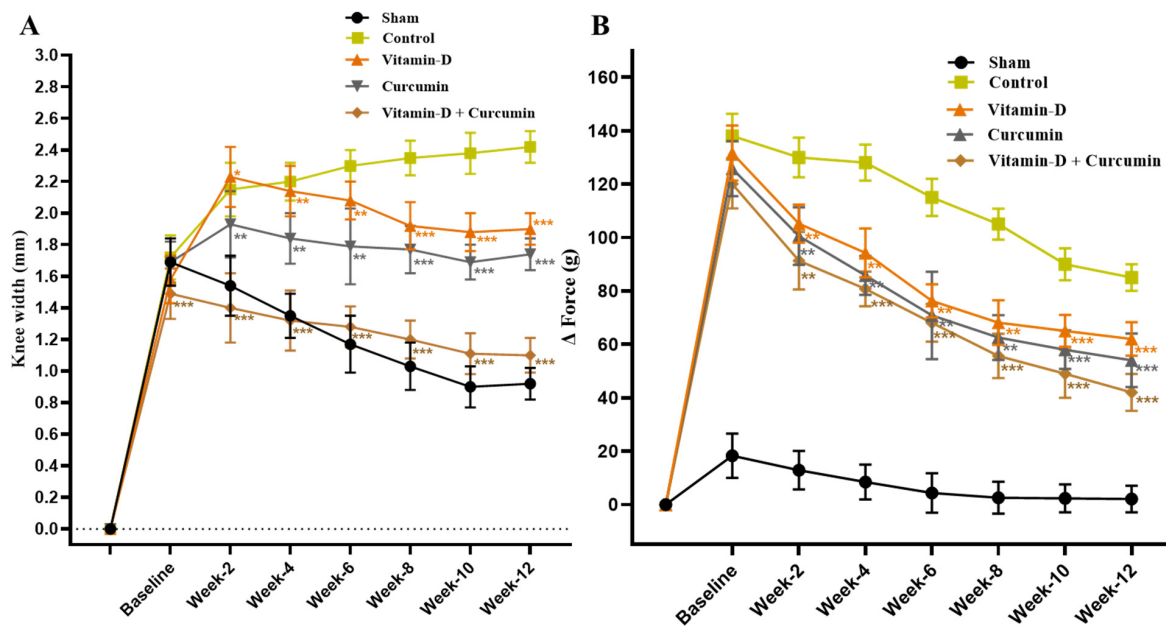 A
Sham
Control
Vitamin-D
Curcumin
Vitamin-D + Curcumin
Knee width (mm)
3.0
2.8
2.6
2.4
2.2
2.0
1.8
1.6
1.4
1.2
1.0
0.8
0.6
0.4
0.2
0.0
*
**
**
***
***
***
**
**
**
***
***
***
***
***
***
***
***
***
***
Baseline
Week-2
Week-4
Week-6
Week-8
Week-10
Week-12
B
Sham
Control
Vitamin-D
Curcumin
Vitamin-D + Curcumin
Δ Force (g)
160
140
120
100
80
60
40
20
0
**
**
**
**
***
***
**
**
**
**
***
***
**
***
***
***
***
***
Baseline
Week-2
Week-4
Week-6
Week-8
Week-10
Week-12